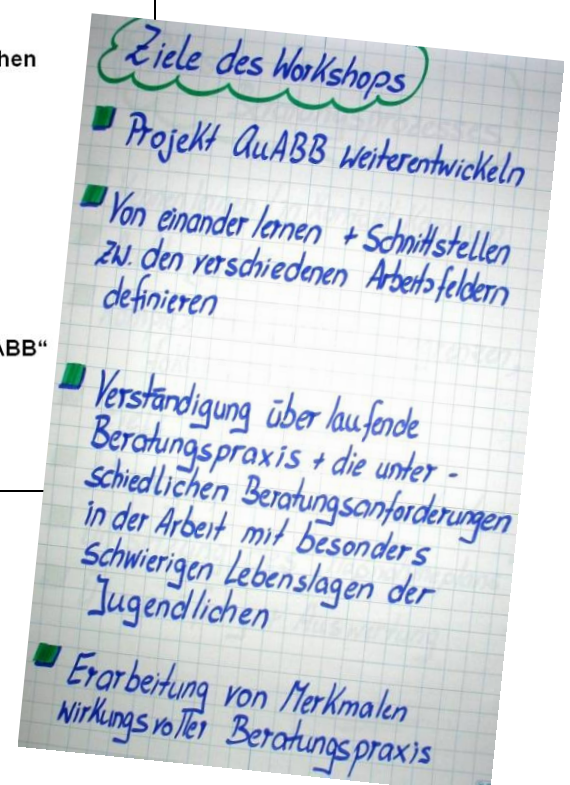 hen
ABB“
Ziele des Workshops
Projekt AuABB weiterentwickeln
Von einander lernen + Schnittstellen
zw. den verschiedenen Arbeitsfeldern
definieren
Verständigung über laufende
Beratungspraxis + die unter -
schiedlichen Beratungsanforderungen
in der Arbeit mit besonders
schwierigen Lebenslagen der
Jugendlichen
Erarbeitung von Merkmalen
wirkungsvoller Beratungspraxis